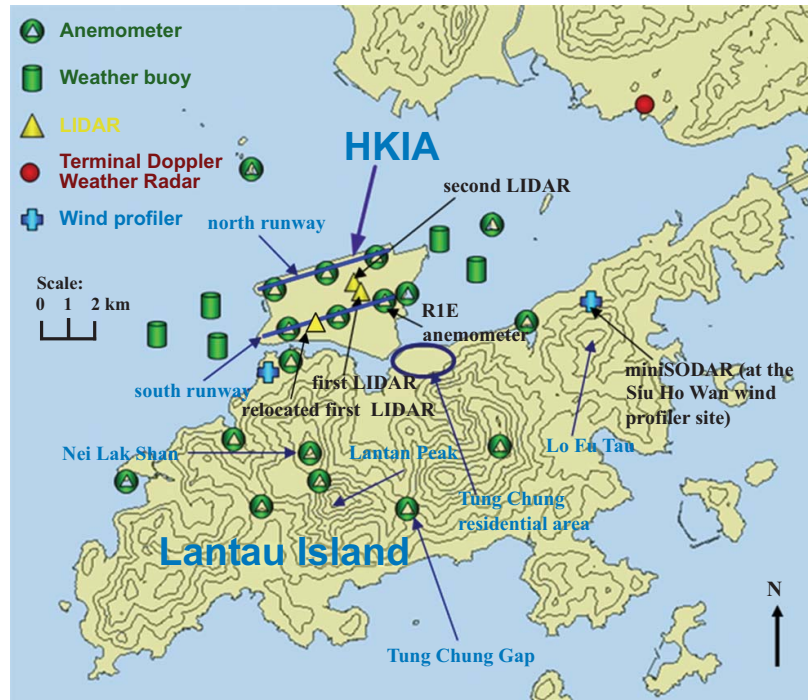 Anemometer
Weather buoy
LIDAR
Terminal Doppler
Weather Radar
Wind profiler
HKIA
second LIDAR
north runway
Scale:
0 1 2 km
R1E
anemometer
south runway
first LIDAR
relocated first LIDAR
miniSODAR (at the
Siu Ho Wan wind
profiler site)
Nei Lak Shan
Lantan Peak
Lo Fu Tau
Tung Chung
residential area
Lantau Island
Tung Chung Gap
N